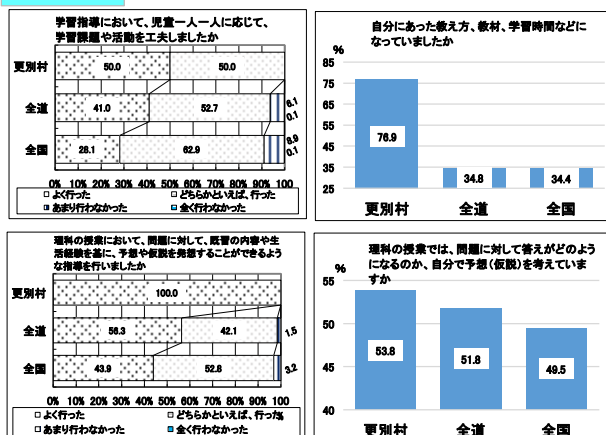 学習指導において、児童一人一人に応じて、
学習課題や活動を工夫しましたか
更別村
50.0
50.0
全道
41.0
52.7
6.1
0.1
全国
28.1
62.9
8.9
0.1
0% 10% 20% 30% 40% 50% 60% 70% 80% 90% 100
よく行った
どちらかといえば、行った
あまり行わなかった
全く行わなかった
自分にあった教え方、教材、学習時間などに
なっていましたか
%
85
75
65
55
45
35
25
76.9
34.8
34.4
更別村
全道
全国
理科の授業において、問題に対して、既習の内容や生
活経験を基に、予想や仮説を発想することができるよう
な指導を行いましたか
更別村
100.0
全道
56.3
42.1
1.5
全国
43.9
52.8
3.2
0% 10% 20% 30% 40% 50% 60% 70% 80% 90% 100
よく行った
どちらかといえば、行った%
あまり行わなかった
全く行わなかった
理科の授業では、問題に対して答えがどのよう
になるのか、自分で予想(仮説)を考えていま
すか
%
55
50
45
40
53.8
51.8
49.5
更別村
全道
全国